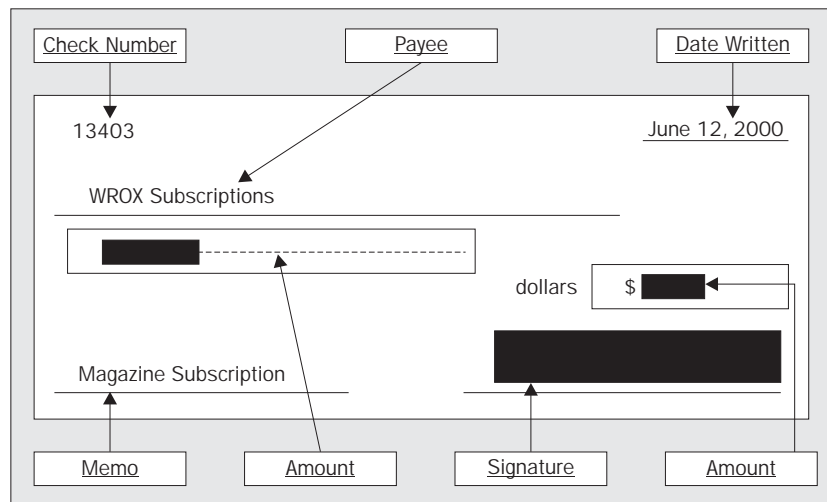 Check Number Payee Date Written
13403 June 12, 2000
WROX Subscriptions
dollars $
Magazine Subscription
Memo Amount Signature Amount